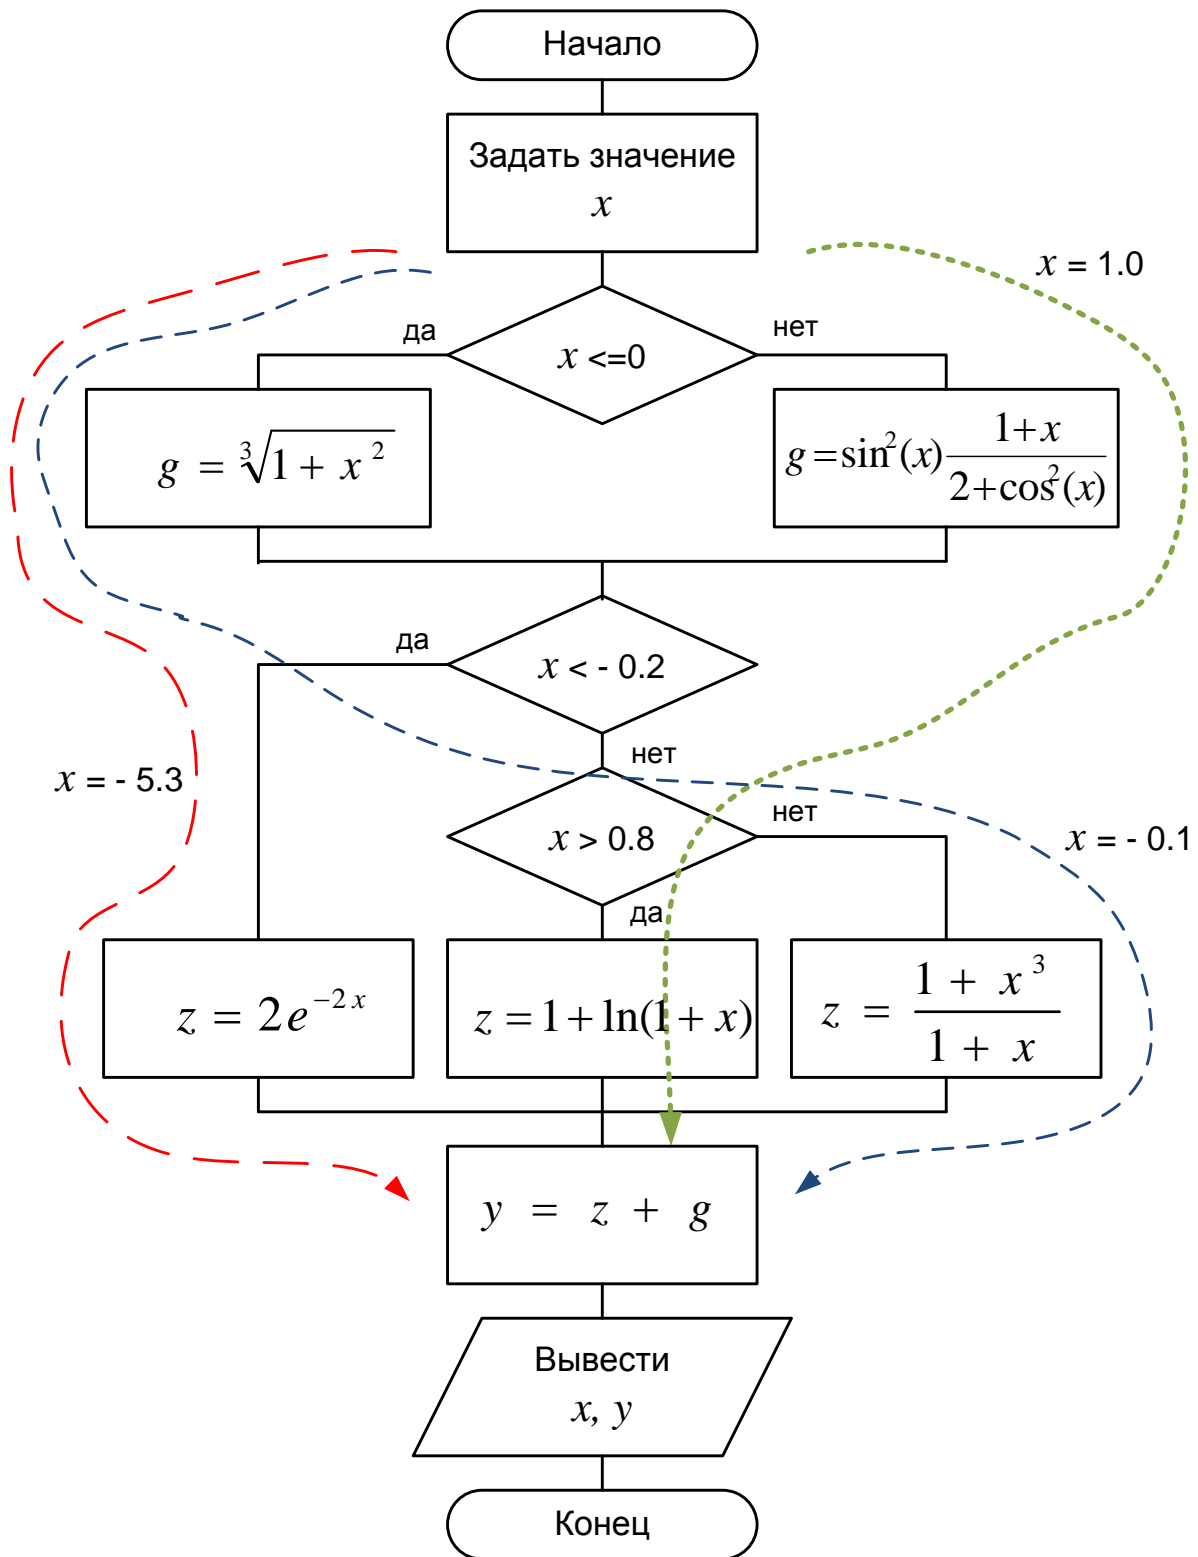 Начало
Задать значение
x
x = 1.0
да
нет
x <=0
g = ∛(1 + x²)
g = sin²(x) (1+x)/(2+cos²(x))
да
x < - 0.2
нет
x = - 5.3
нет
x > 0.8
x = - 0.1
да
z = 2e^(-2x)
z = 1 + ln(1 + x)
z = (1 + x³)/(1 + x)
y = z + g
Вывести
x, y
Конец